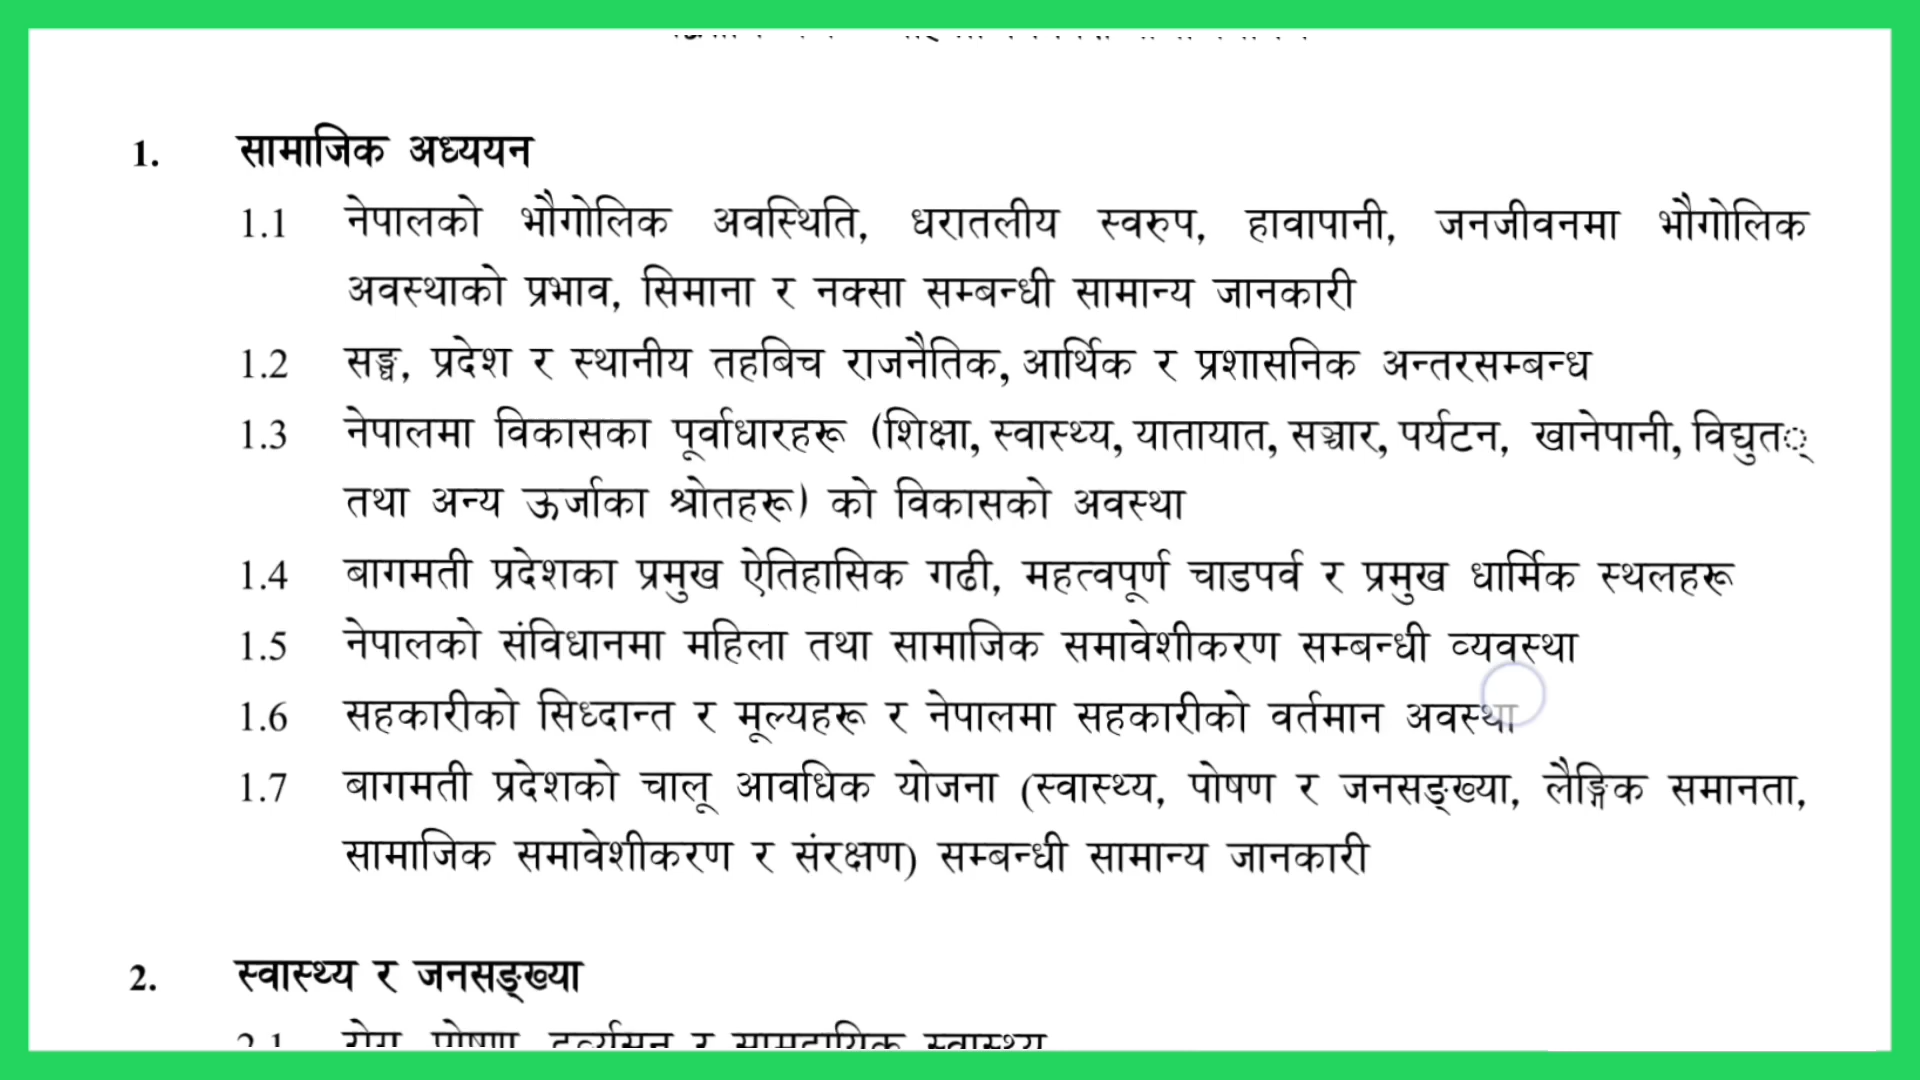 1. सामाजिक अध्ययन
1.1 नेपालको भौगोलिक अवस्थिति, धरातलीय स्वरुप, हावापानी, जनजीवनमा भौगोलिक
अवस्थाको प्रभाव, सिमाना र नक्सा सम्बन्धी सामान्य जानकारी
1.2 सङ्घ, प्रदेश र स्थानीय तहबिच राजनैतिक, आर्थिक र प्रशासनिक अन्तरसम्बन्ध
1.3 नेपालमा विकासका पूर्वाधारहरू (शिक्षा, स्वास्थ्य, यातायात, सञ्चार, पर्यटन, खानेपानी, विद्युत्
तथा अन्य ऊर्जाका श्रोतहरू) को विकासको अवस्था
1.4 बागमती प्रदेशका प्रमुख ऐतिहासिक गढी, महत्वपूर्ण चाडपर्व र प्रमुख धार्मिक स्थलहरू
1.5 नेपालको संविधानमा महिला तथा सामाजिक समावेशीकरण सम्बन्धी व्यवस्था
1.6 सहकारीको सिध्दान्त र मूल्यहरू र नेपालमा सहकारीको वर्तमान अवस्था
1.7 बागमती प्रदेशको चालू आवधिक योजना (स्वास्थ्य, पोषण र जनसङ्ख्या, लैङ्गिक समानता,
सामाजिक समावेशीकरण र संरक्षण) सम्बन्धी सामान्य जानकारी
2. स्वास्थ्य र जनसङ्ख्या
2.1 रोग, पोषण, दुर्व्यसन र सामुदायिक स्वास्थ्य